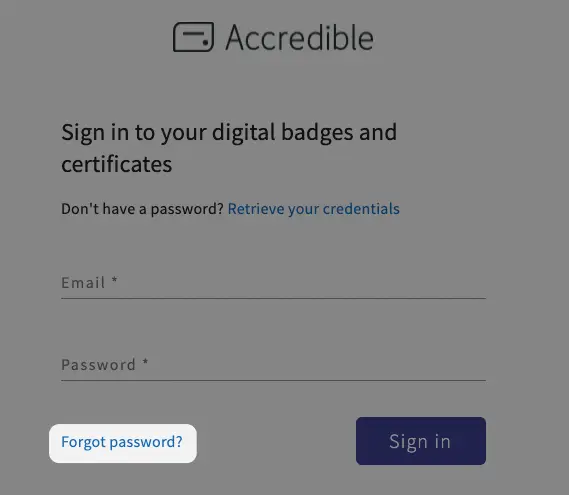 Accredible
Sign in to your digital badges and
certificates
Don't have a password? Retrieve your credentials
Email *
Password *
Forgot password?
Sign in